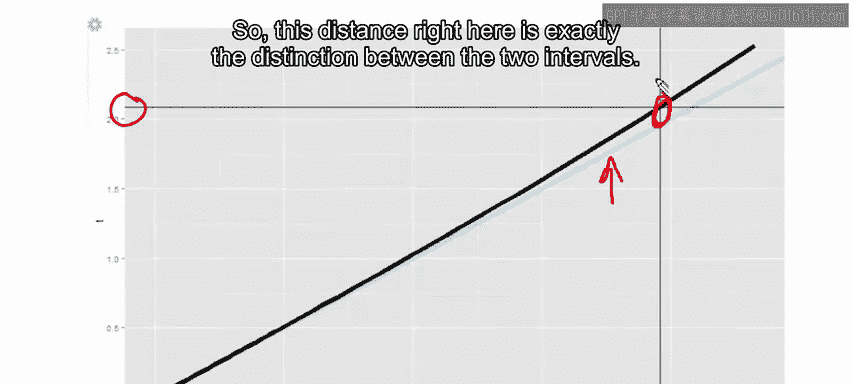 So, this distance right here is exactly
the distinction between the two intervals.
2.5
2.0
1.5
t
1.0
0.5